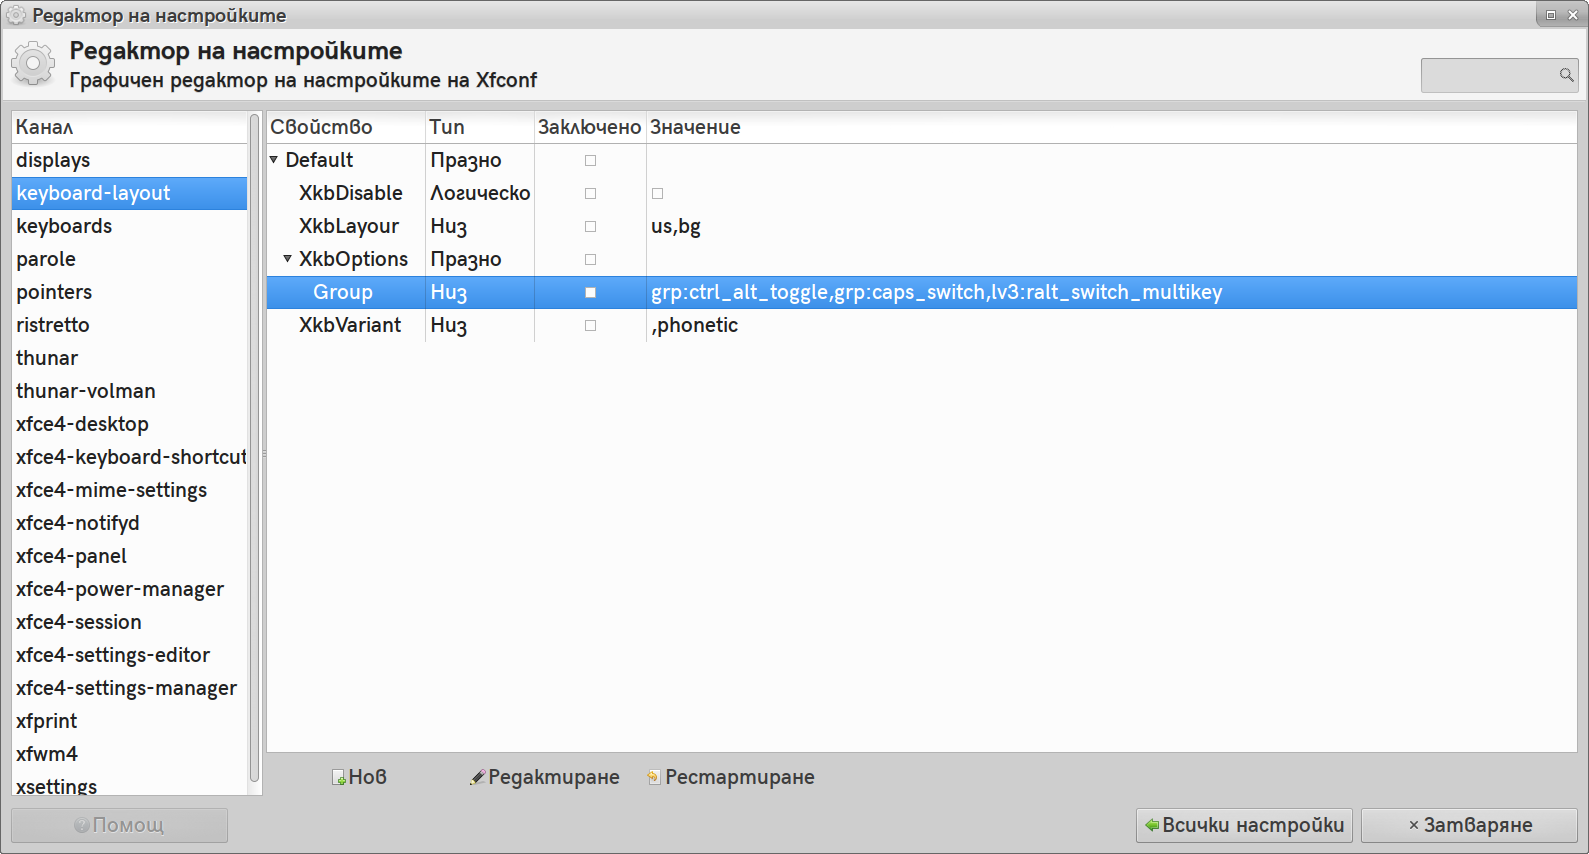 Редактор на настройките
Редактор на настройките
Графичен редактор на настройките на Xfconf
Канал
displays
keyboard-layout
keyboards
parole
pointers
ristretto
thunar
thunar-volman
xfce4-desktop
xfce4-keyboard-shortcut
xfce4-mime-settings
xfce4-notifyd
xfce4-panel
xfce4-power-manager
xfce4-session
xfce4-settings-editor
xfce4-settings-manager
xfprint
xfwm4
xsettings
Свойство Тип Заключено Значение
Default Празно
XkbDisable Логическо
XkbLayour Низ us,bg
XkbOptions Празно
Group Низ grp:ctrl_alt_toggle,grp:caps_switch,lv3:ralt_switch_multikey
XkbVariant Низ ,phonetic
Нов Редактиране Рестартиране
Помощ Всички настройки Затваряне